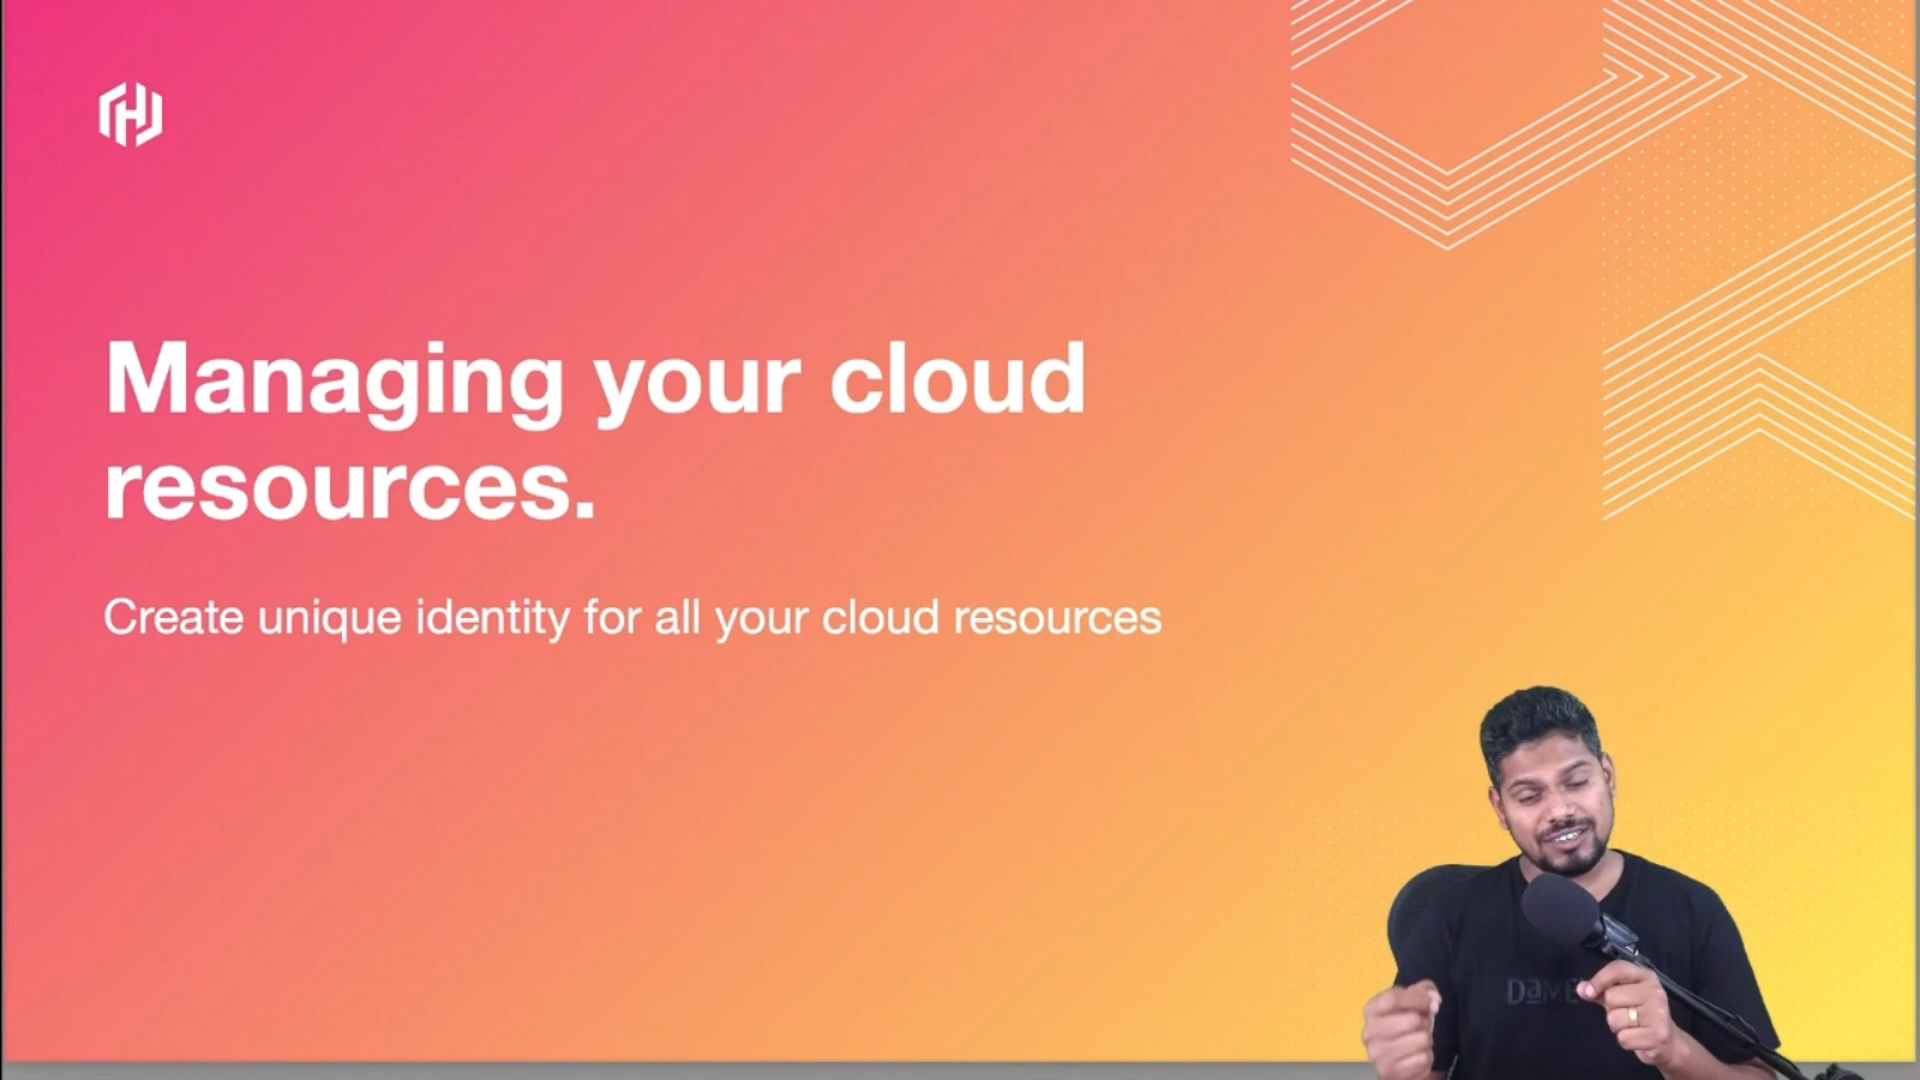 Managing your cloud
resources.
Create unique identity for all your cloud resources